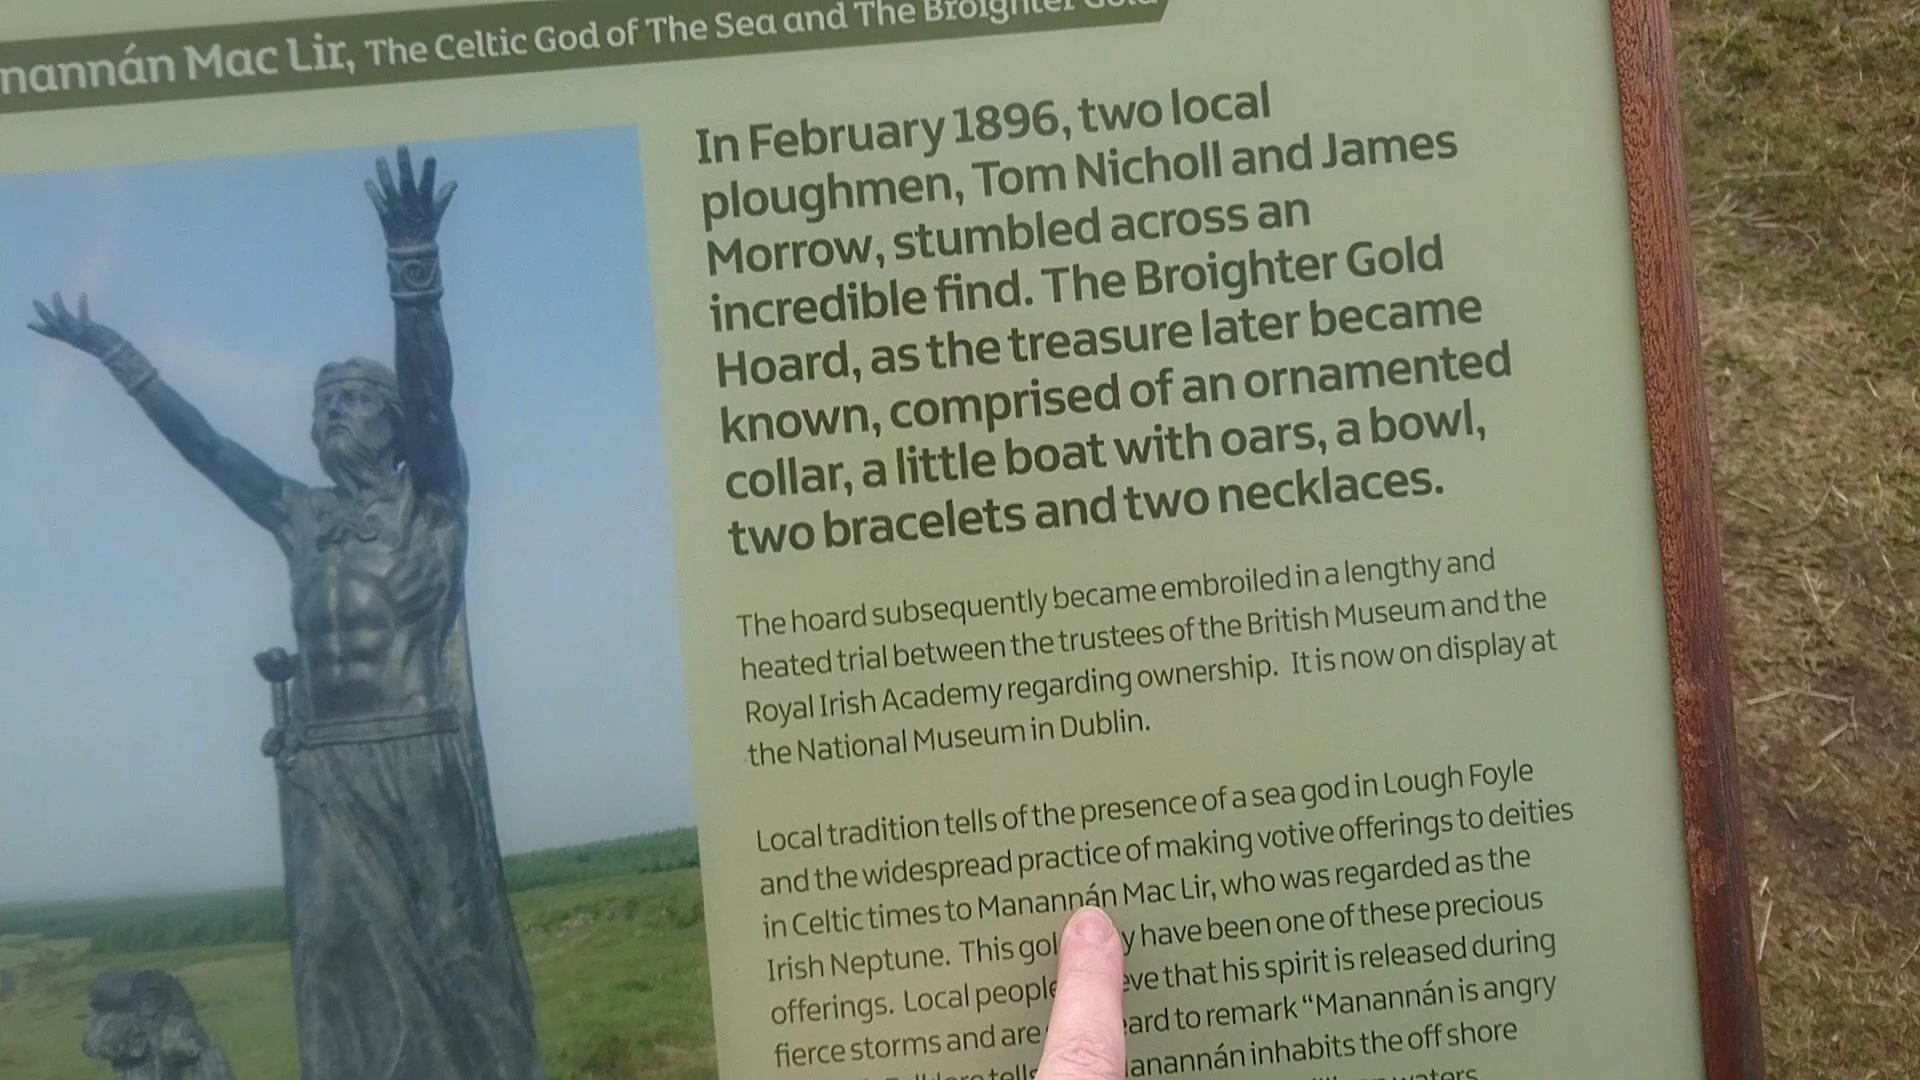 nannán Mac Lir, The Celtic God of The Sea and The Broighter Gold
In February 1896, two local
ploughmen, Tom Nicholl and James
Morrow, stumbled across an
incredible find. The Broighter Gold
Hoard, as the treasure later became
known, comprised of an ornamented
collar, a little boat with oars, a bowl,
two bracelets and two necklaces.
The hoard subsequently became embroiled in a lengthy and
heated trial between the trustees of the British Museum and the
Royal Irish Academy regarding ownership. It is now on display at
the National Museum in Dublin.
Local tradition tells of the presence of a sea god in Lough Foyle
and the widespread practice of making votive offerings to deities
in Celtic times to Manannán Mac Lir, who was regarded as the
Irish Neptune. This gol y have been one of these precious
offerings. Local people eve that his spirit is released during
fierce storms and are eard to remark “Manannán is angry
tells anannán inhabits the off shore
waters